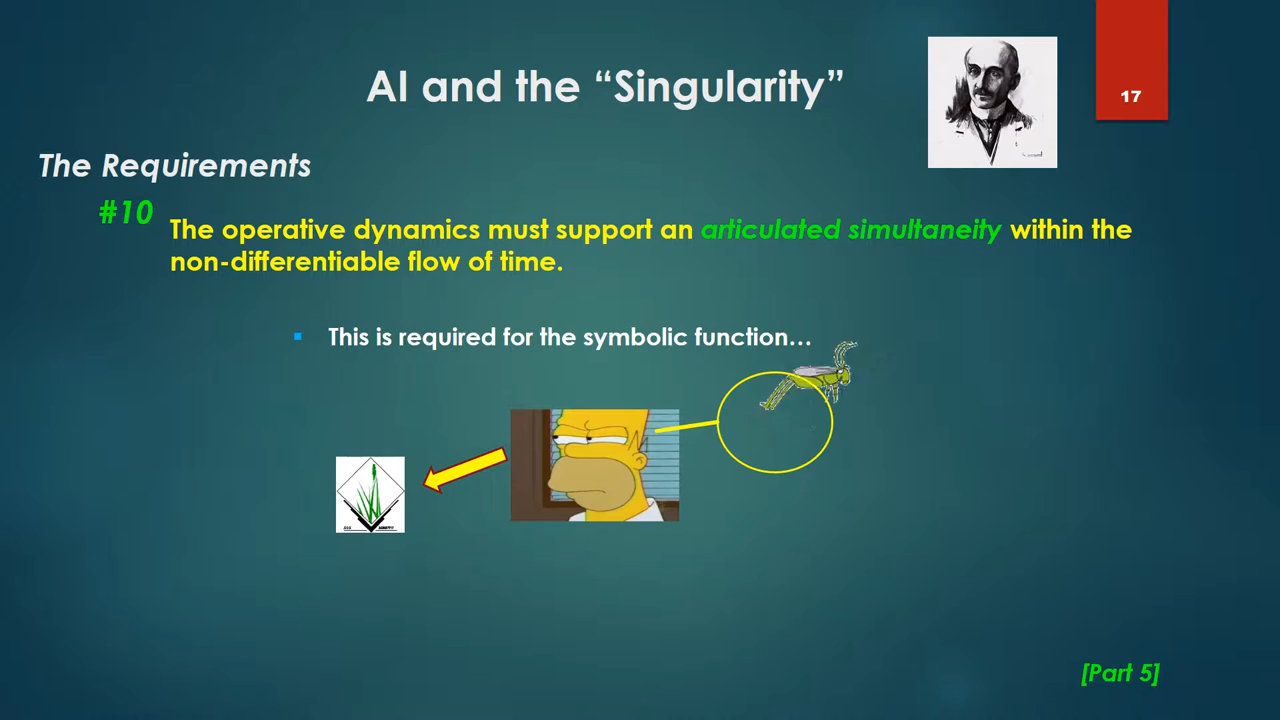 AI and the “Singularity”
17
The Requirements
#10
The operative dynamics must support an articulated simultaneity within the
non-differentiable flow of time.
This is required for the symbolic function…
[Part 5]